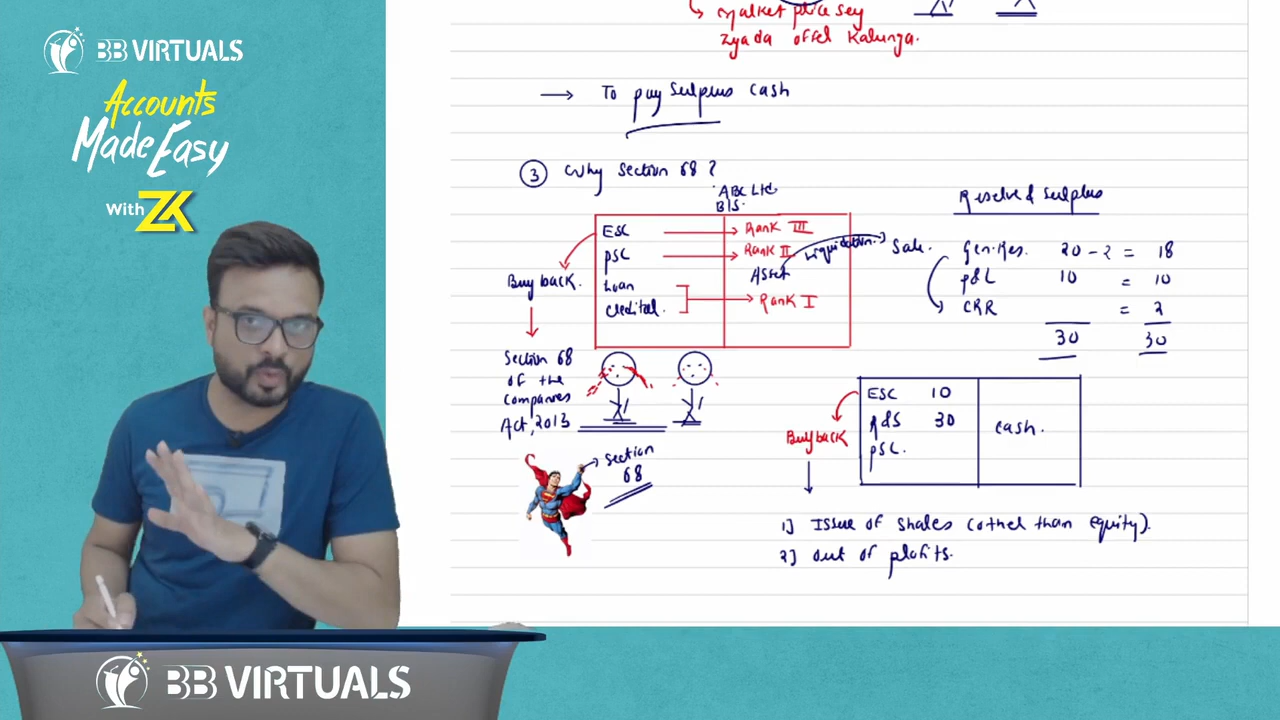 BB VIRTUALS
Accounts
Made Easy
With ZK
Market price sey
zyada offer Karunga.
→ To pay Surplus cash
③ Why Section 68 ?
ABC Ltd.
B/S.
ESC → Rank III
PSC → Rank II
Asset
Loan
Creditor. → Rank I
Liquidation. → Sale.
Buy back.
Section 68
of the
Companies
Act, 2013
Section
68
Reserve & Surplus
Gen. Res. 20 - 2 = 18
P&L 10 = 10
CRR = 2
30 30
ESC 10
R&S 30
PSC.
cash.
Buy back
1) Issue of shares (other than equity).
2) out of profits.
BB VIRTUALS